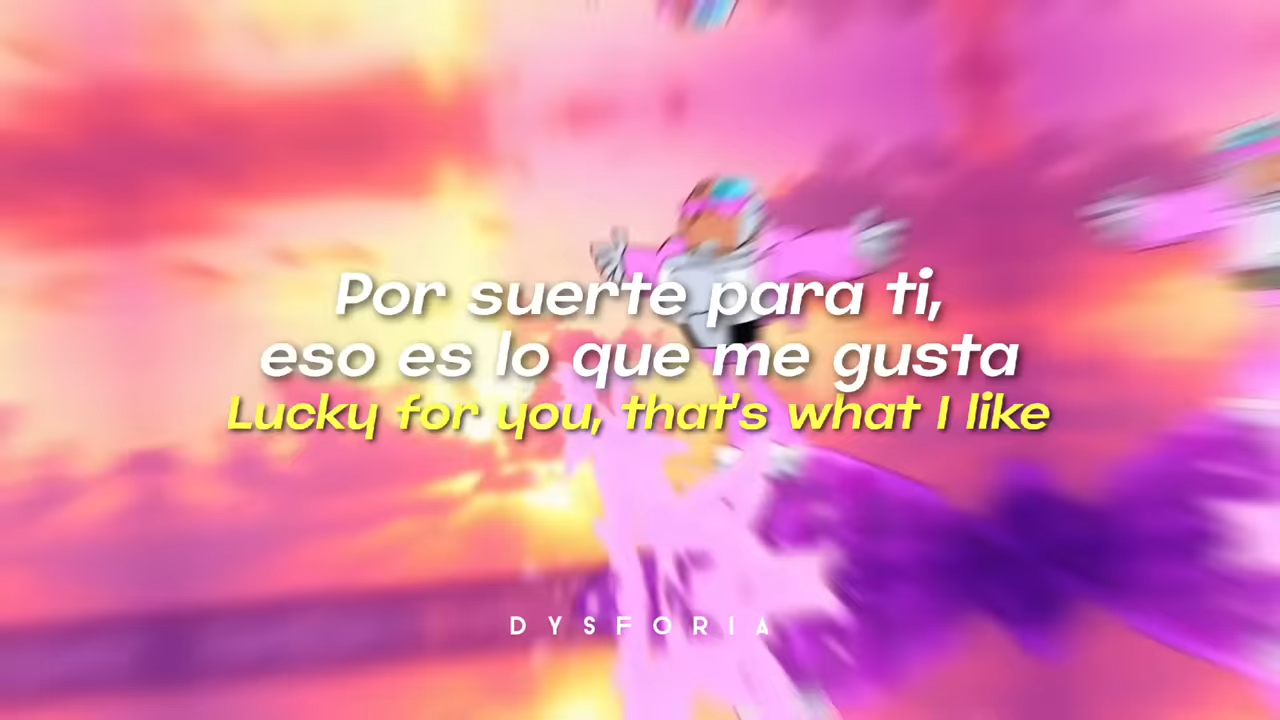 Por suerte para ti,
eso es lo que me gusta
Lucky for you, that's what I like
DYSFORIA